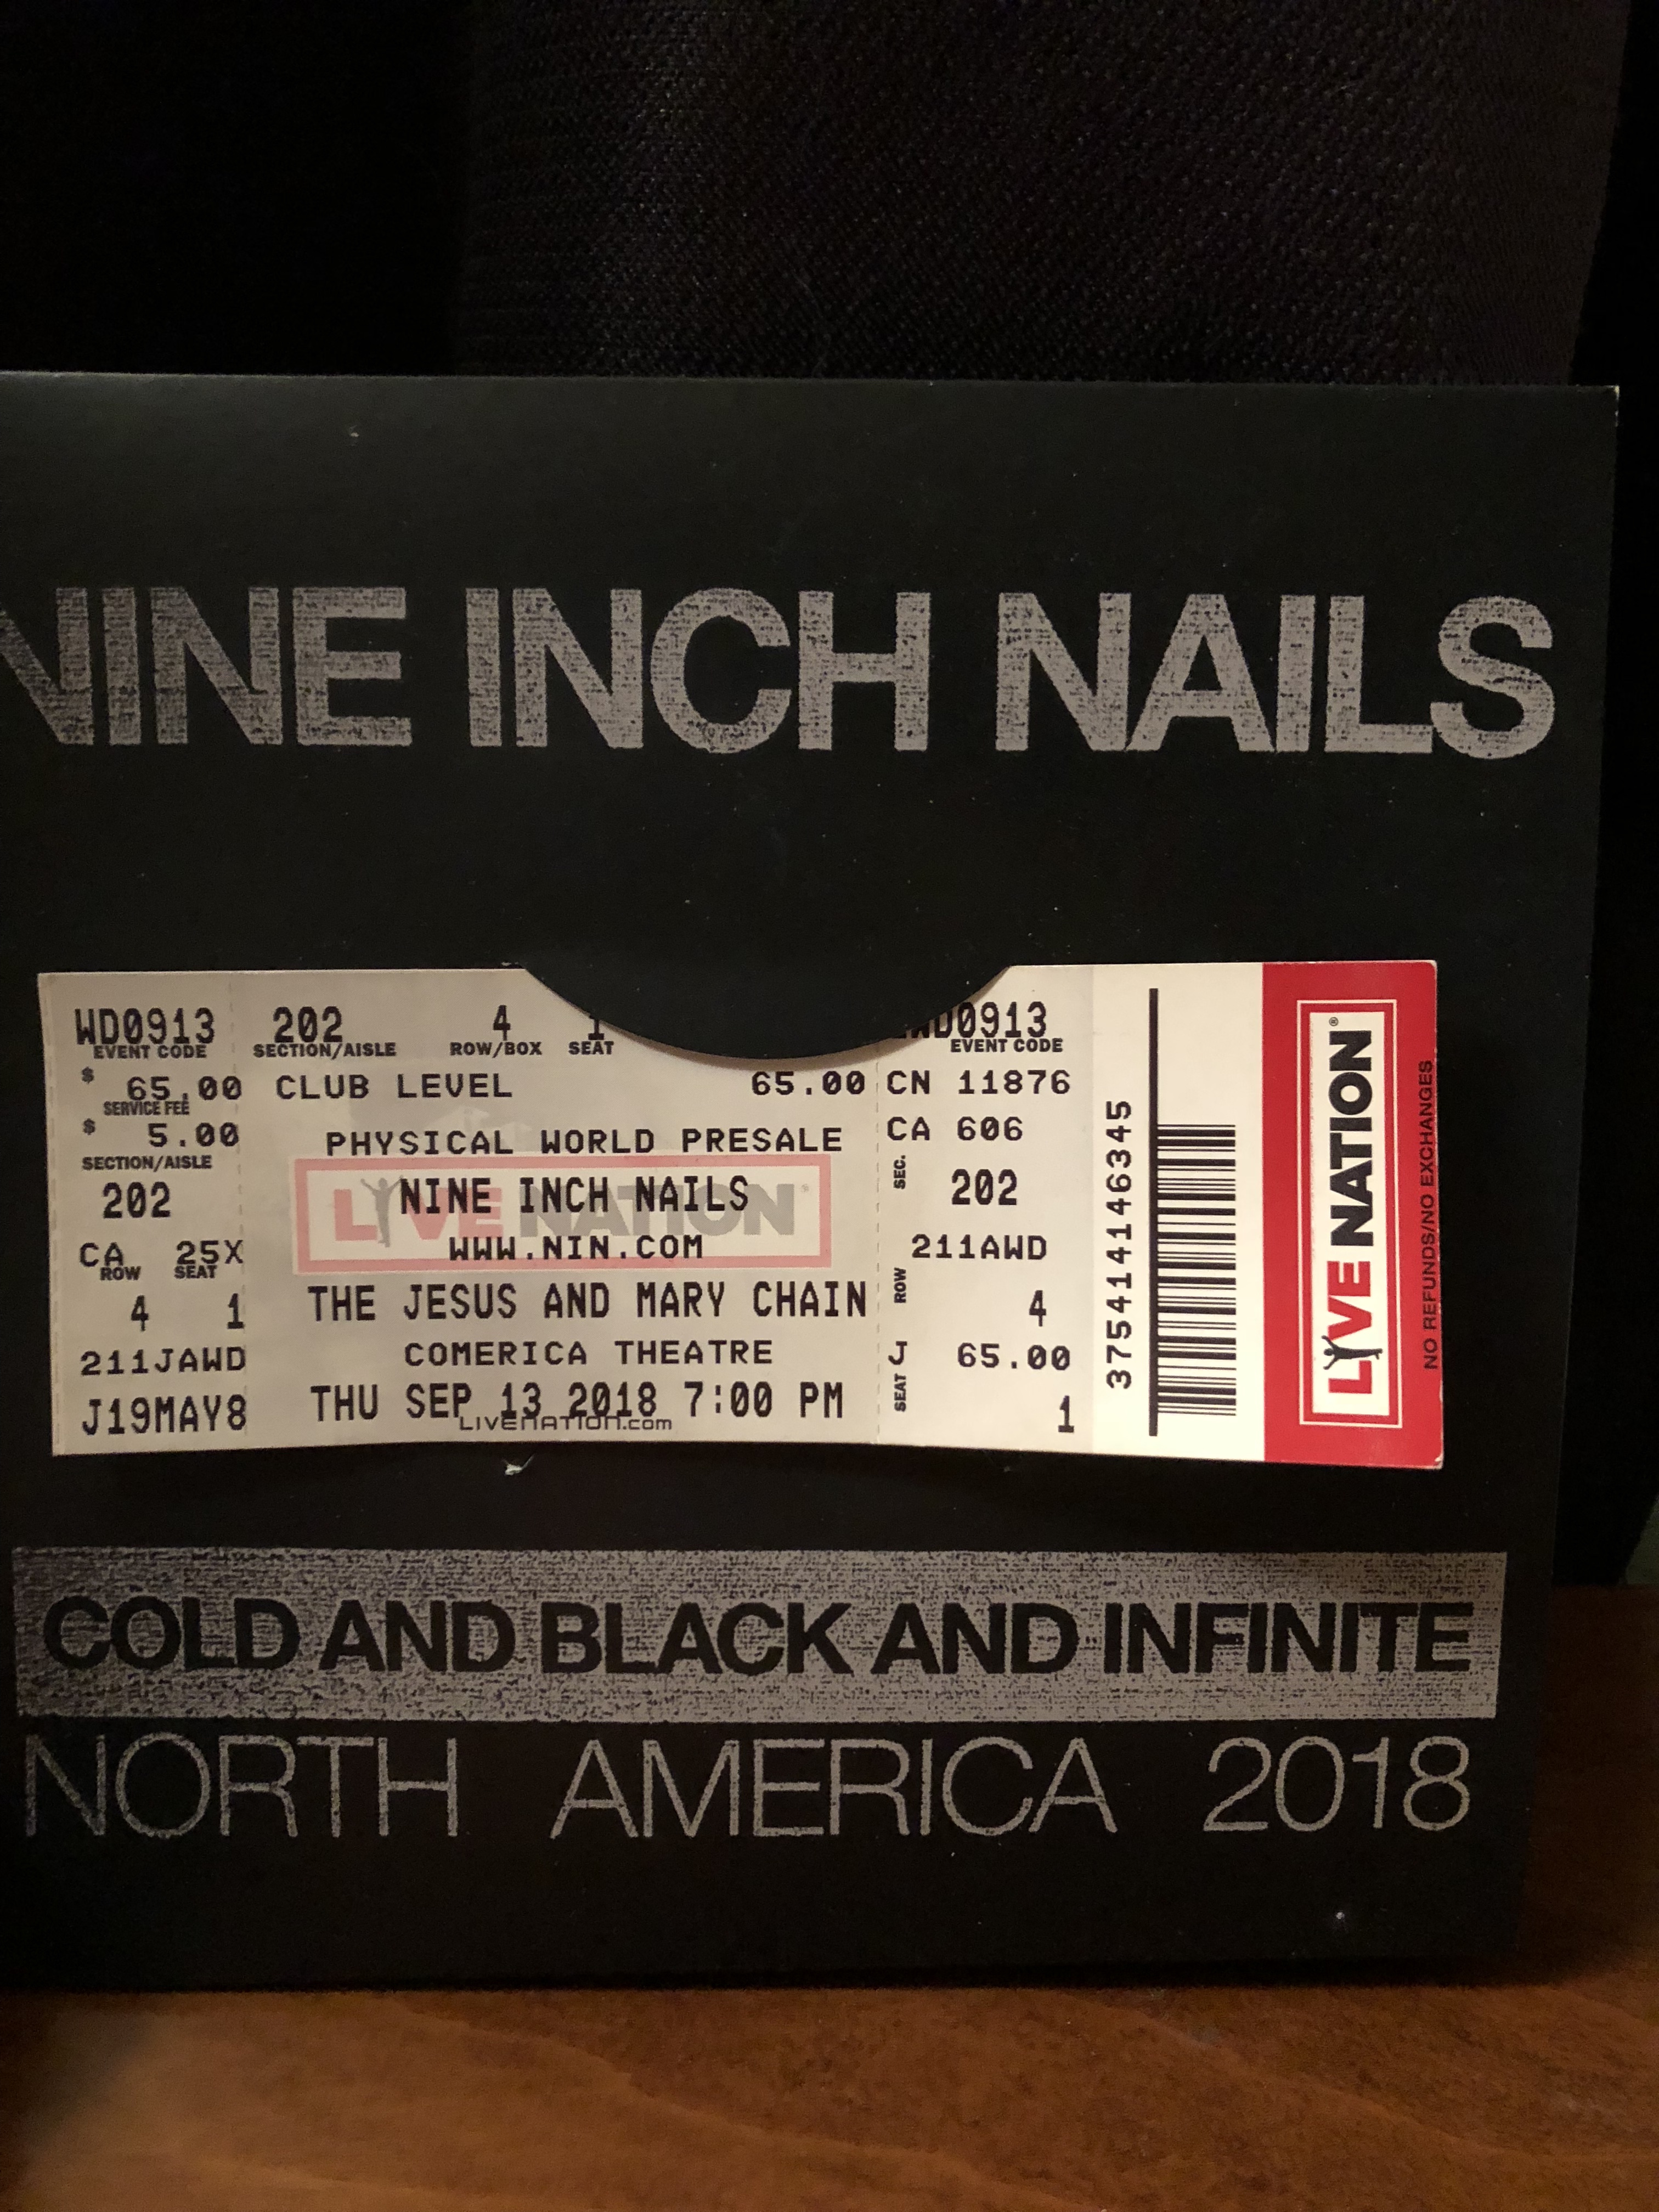 NINE INCH NAILS
WD0913 202 4 1
EVENT CODE SECTION/AISLE ROW/BOX SEAT
$ 65.00 CLUB LEVEL 65.00
SERVICE FEE
$ 5.00 PHYSICAL WORLD PRESALE
SECTION/AISLE
202 NINE INCH NAILS
LIVE NATION®
CA 25X WWW.NIN.COM
ROW SEAT
4 1 THE JESUS AND MARY CHAIN
211JAWD COMERICA THEATRE
J19MAY8 THU SEP 13 2018 7:00 PM
LIVENATION.com
WD0913
EVENT CODE
CN 11876
CA 606
SEC. 202
211AWD
ROW 4
J 65.00
SEAT 1
37541414146345
LIVE NATION®
NO REFUNDS/NO EXCHANGES
COLD AND BLACK AND INFINITE
NORTH AMERICA 2018